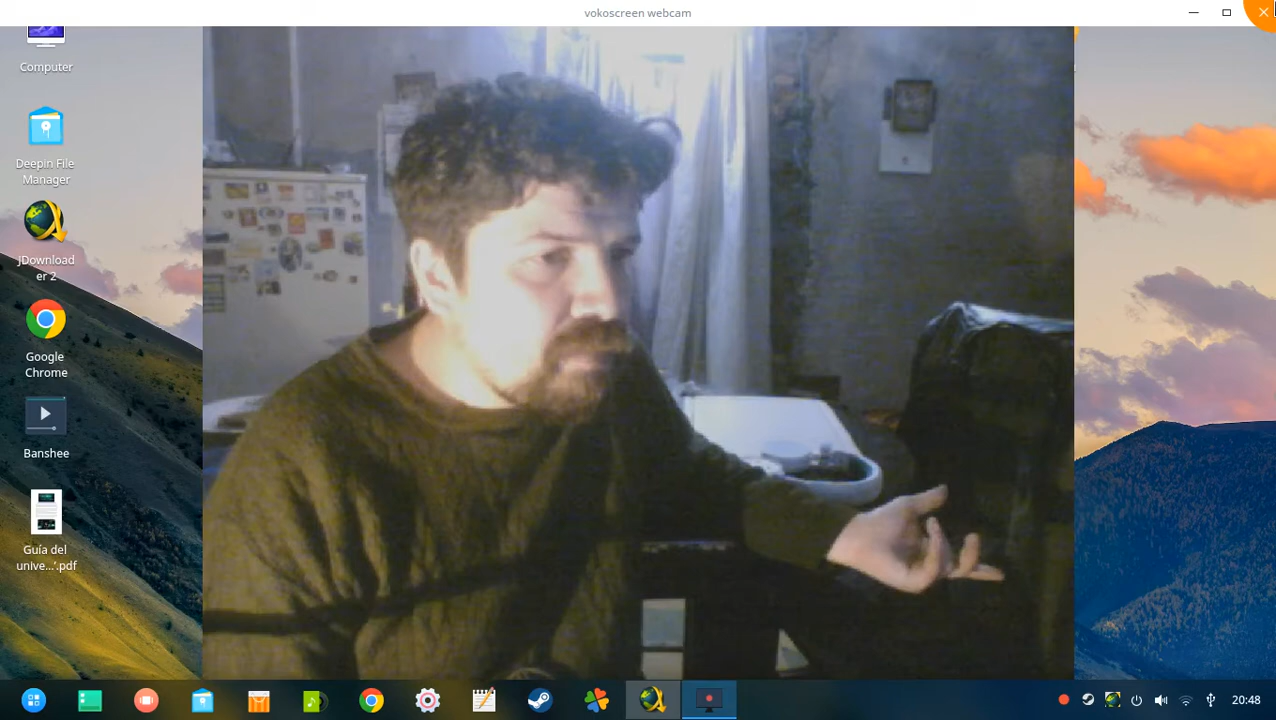 vokoscreen webcam
Computer
Deepin File
Manager
JDownload
er 2
Google
Chrome
Banshee
Guía del
unive...'.pdf
20:48